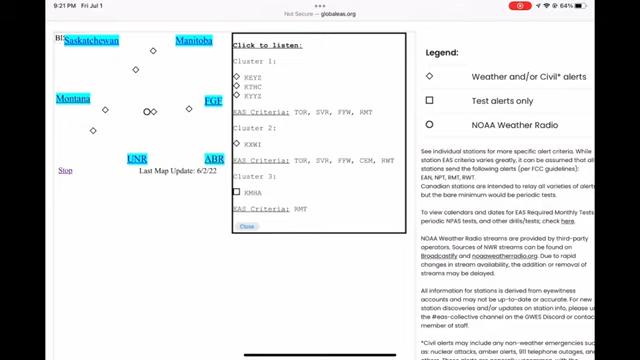 9:21 PM Fri Jul 1
64%
Not Secure — globaleas.org
BIS
Saskatchewan
Manitoba
Montana
FGF
UNR
ABR
Stop
Last Map Update: 6/2/22
Click to listen:
Cluster 1:
KEYZ
KTHC
KYYZ
EAS Criteria: TOR, SVR, FFW, RMT
Cluster 2:
KXWI
EAS Criteria: TOR, SVR, FFW, CEM, RWT
Cluster 3:
KMHA
EAS Criteria: RMT
Close
Legend:
Weather and/or Civil* alerts
Test alerts only
NOAA Weather Radio
See individual stations for more specific alert criteria. While
station EAS criteria varies greatly, it can be assumed that all
stations send the following alerts (per FCC guidelines):
EAN, NPT, RMT, RWT.
Canadian stations are intended to relay all varieties of alerts
but the bare minimum would be periodic tests.
To view calendars and dates for EAS Required Monthly Tests
periodic NPAS tests, and other drills/tests; check here.
NOAA Weather Radio streams are provided by third-party
operators. Sources of NWR streams can be found on
Broadcastify and noaaweatherradio.org. Due to rapid
changes in stream availability, the addition or removal of
streams may be delayed.
All information for stations is derived from eyewitness
accounts and may not be up-to-date or accurate. For new
station discoveries and/or updates on station info, please
the #eas-collective channel on the GWES Discord or contact
member of staff.
*Civil alerts may include any non-weather emergencies such
as: nuclear attacks, amber alerts, 911 telephone outages, and